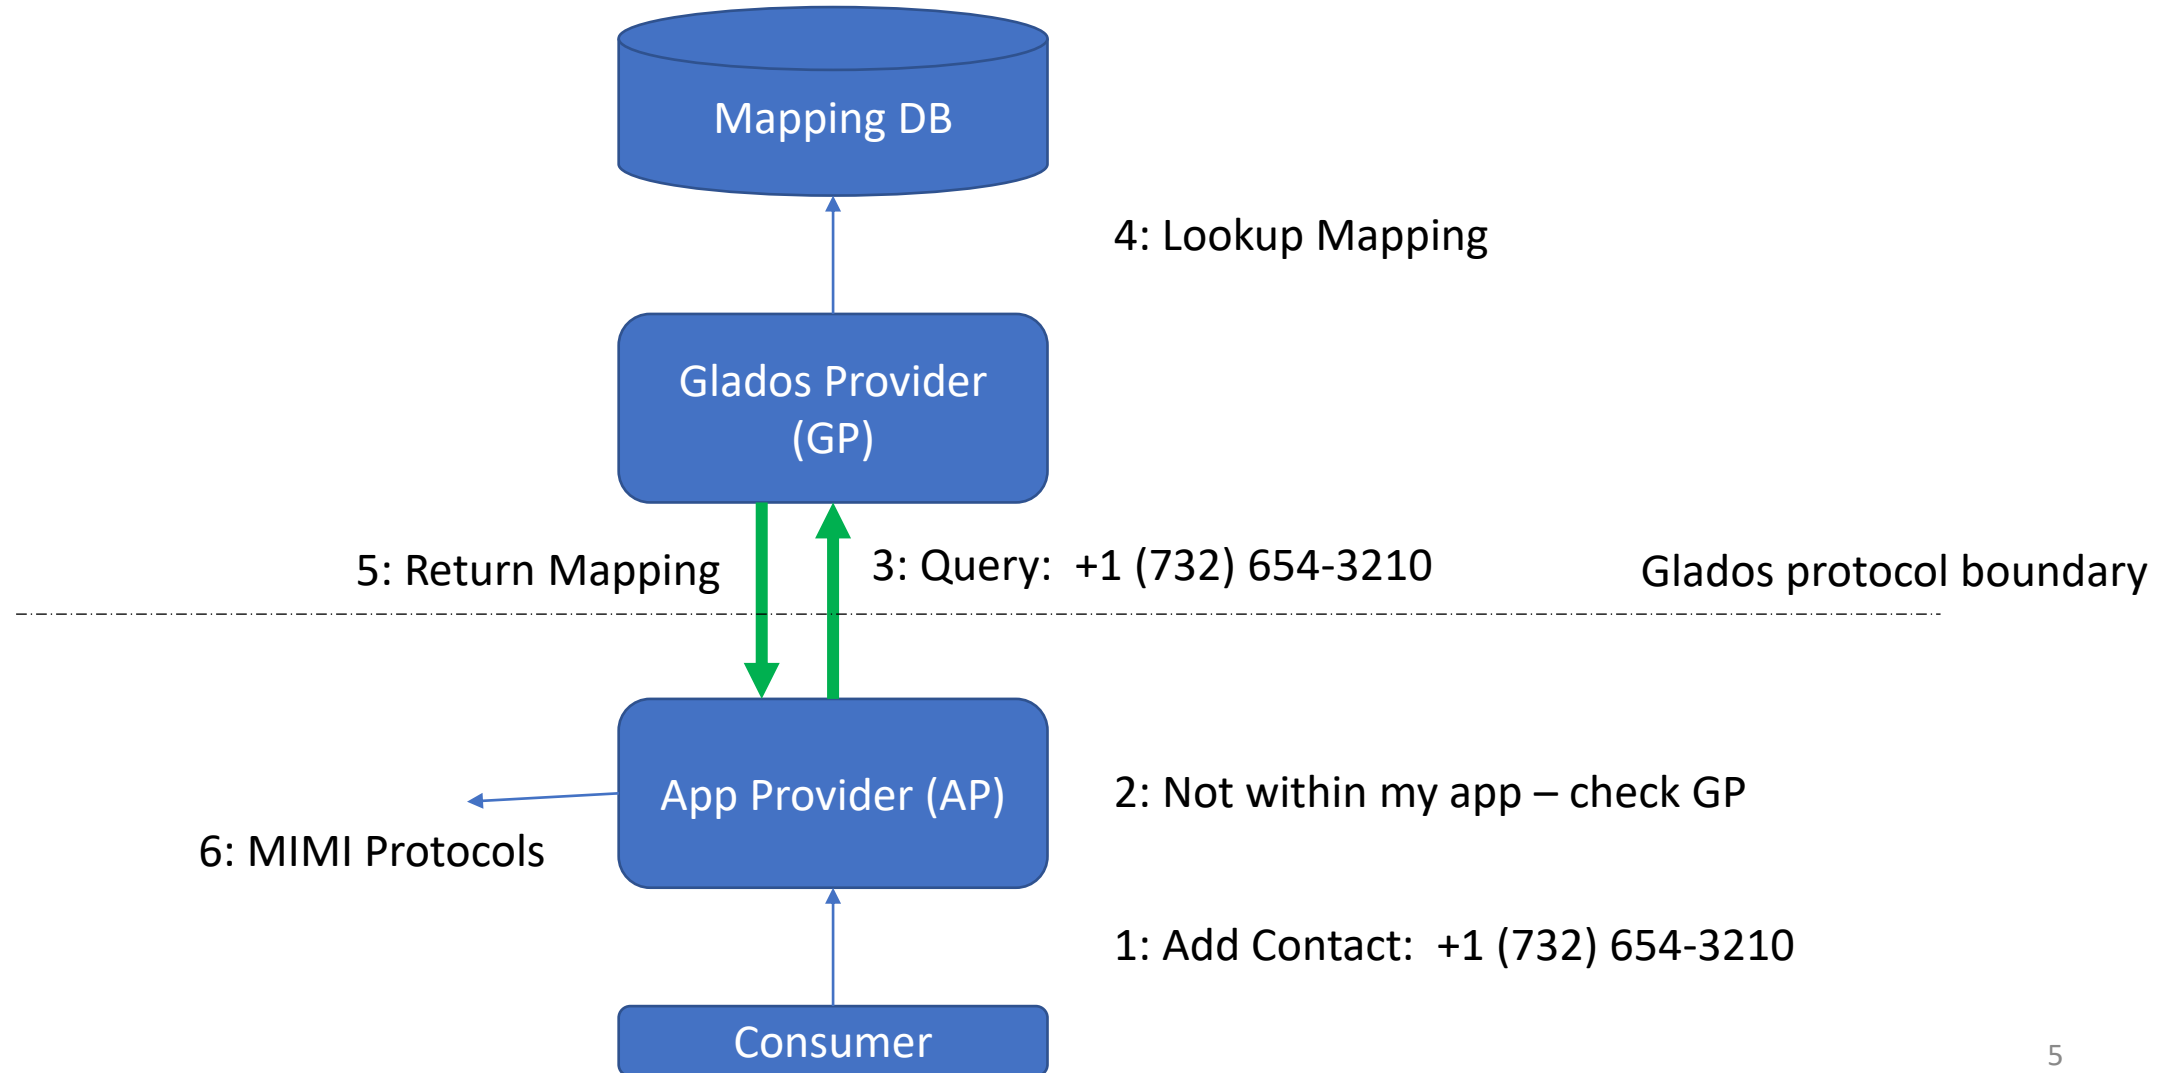 Mapping DB
4: Lookup Mapping
Glados Provider
(GP)
5: Return Mapping
3: Query:  +1 (732) 654-3210
Glados protocol boundary
App Provider (AP)
2: Not within my app – check GP
6: MIMI Protocols
1: Add Contact:  +1 (732) 654-3210
Consumer
5